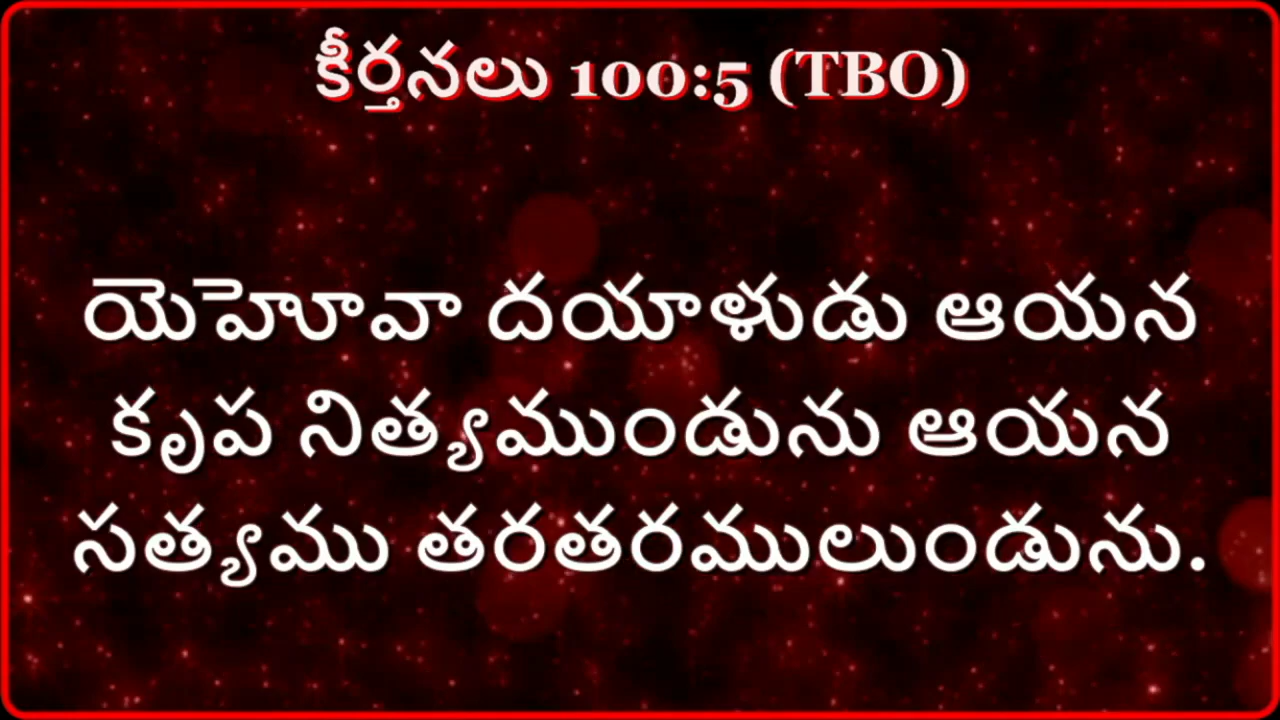 కీర్తనలు 100:5 (TBO)
యెహెూవా దయాళుడు ఆయన
కృప నిత్యముండును ఆయన
సత్యము తరతరములుండును.